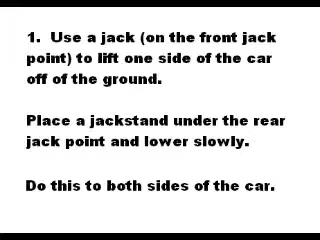 1. Use a jack (on the front jack
point) to lift one side of the car
off of the ground.
Place a jackstand under the rear
jack point and lower slowly.
Do this to both sides of the car.